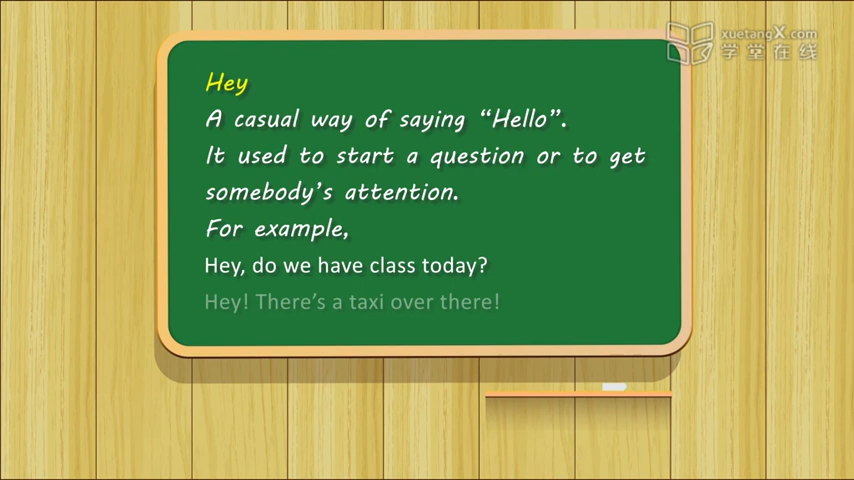 xuetangX.com
学堂在线
Hey
A casual way of saying “Hello”.
It used to start a question or to get
somebody’s attention.
For example,
Hey, do we have class today?
Hey! There’s a taxi over there!